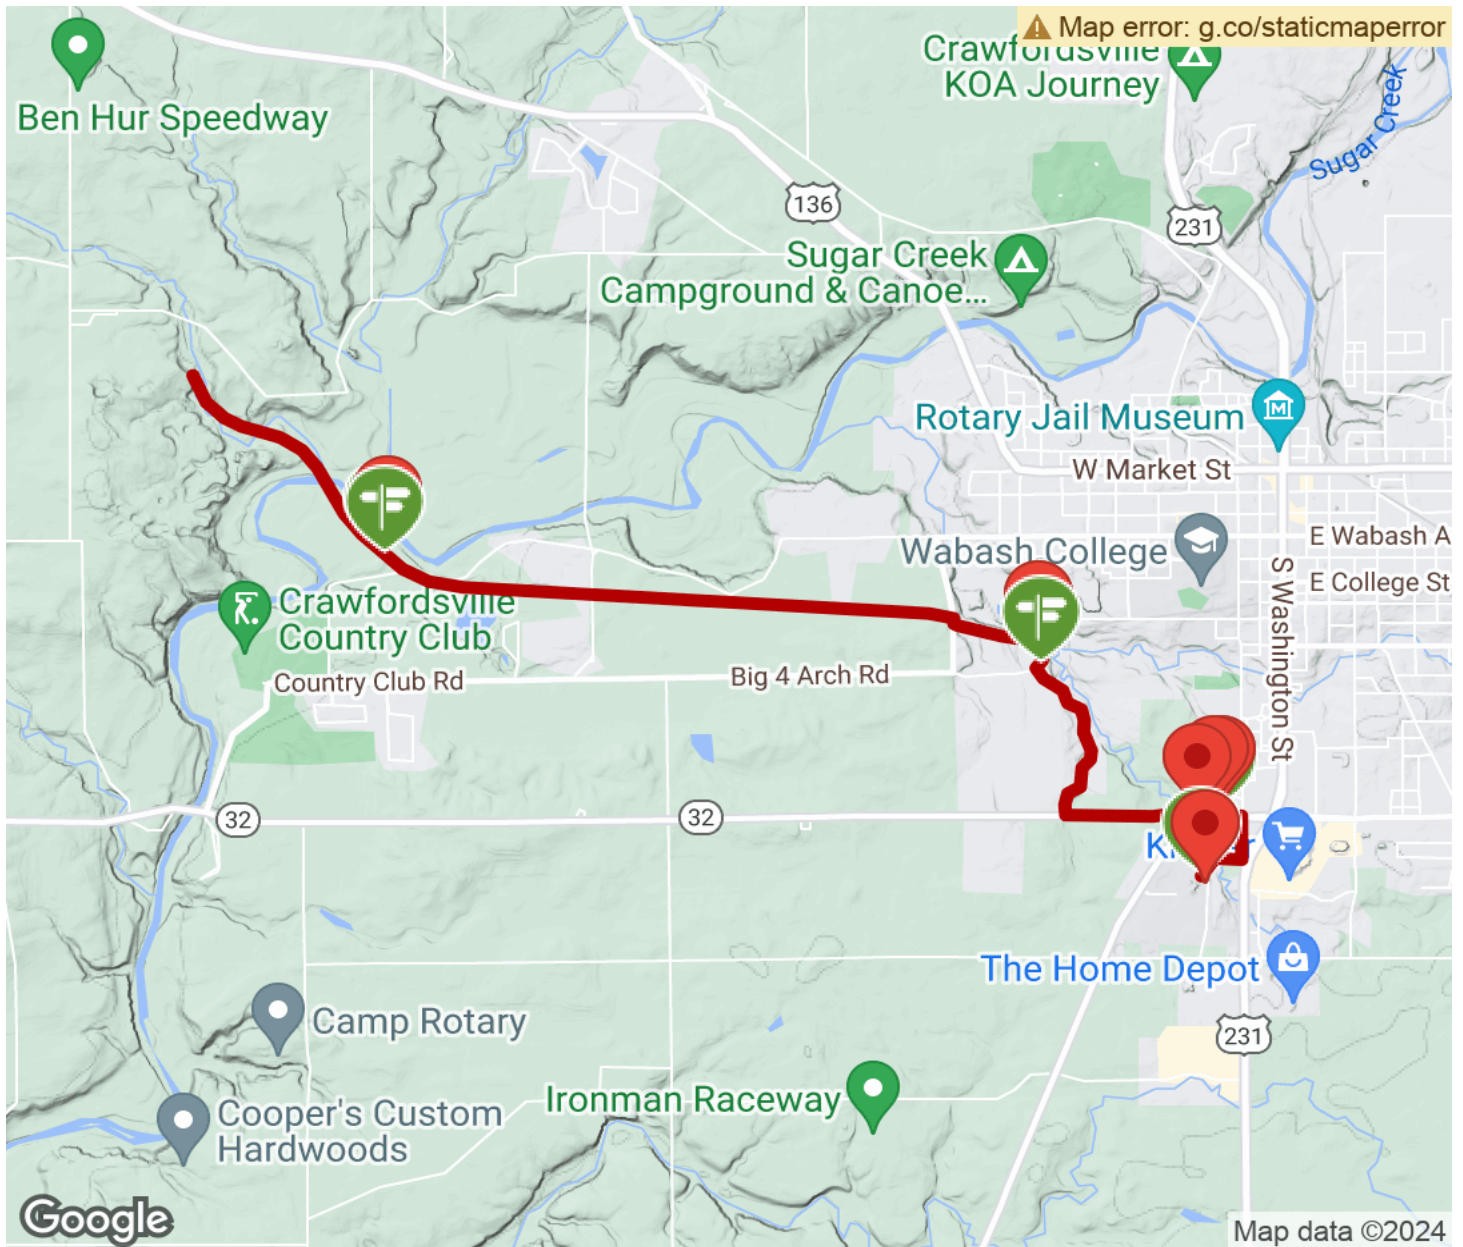 Map error: g.co/staticmaperror
Crawfordsville
KOA Journey
Ben Hur Speedway
Sugar Creek
136
231
Sugar Creek
Campground & Canoe...
Rotary Jail Museum
W Market St
E Wabash A
Wabash College
E College St
S Washington St
Crawfordsville
Country Club
Country Club Rd
Big 4 Arch Rd
32
32
The Home Depot
Camp Rotary
231
Ironman Raceway
Cooper's Custom
Hardwoods
Google
Map data ©2024